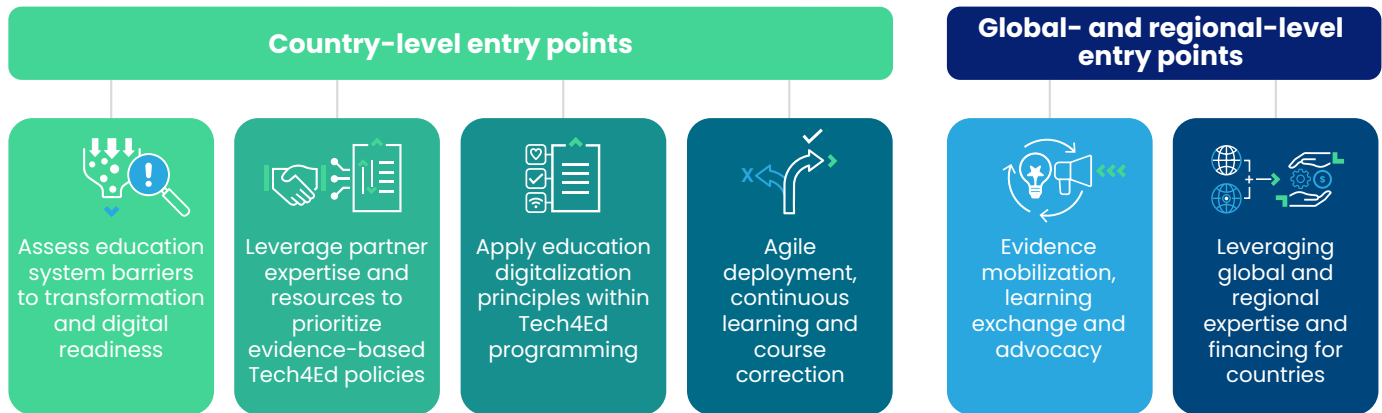 Country-level entry points
Global- and regional-level
entry points
Assess education
system barriers
to transformation
and digital
readiness
Leverage partner
expertise and
resources to
prioritize
evidence-based
Tech4Ed policies
Apply education
digitalization
principles within
Tech4Ed
programming
X
Agile
deployment,
continuous
learning and
course
correction
Evidence
mobilization,
learning
exchange and
advocacy
Leveraging
global and
regional
expertise and
financing for
countries